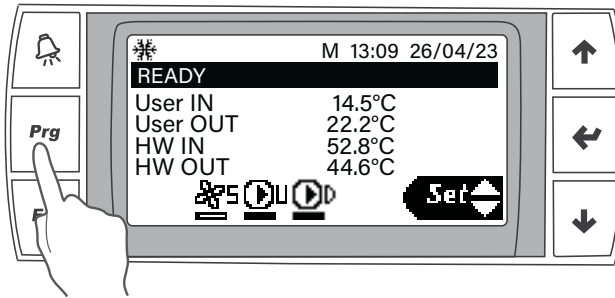 M 13:09 26/04/23
READY
User IN 14.5°C
User OUT 22.2°C
HW IN 52.8°C
HW OUT 44.6°C
S U D
Set
Prg